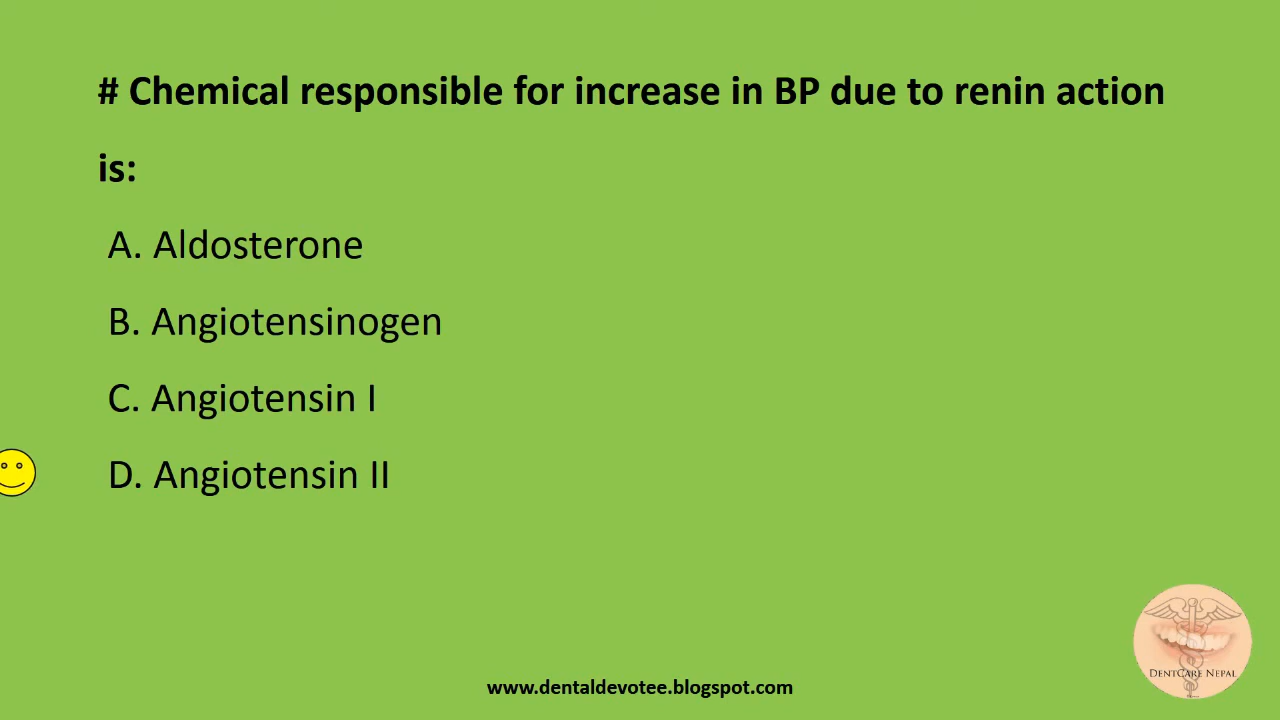 # Chemical responsible for increase in BP due to renin action
is:
A. Aldosterone
B. Angiotensinogen
C. Angiotensin I
D. Angiotensin II
DENTCARE NEPAL
www.dentaldevotee.blogspot.com